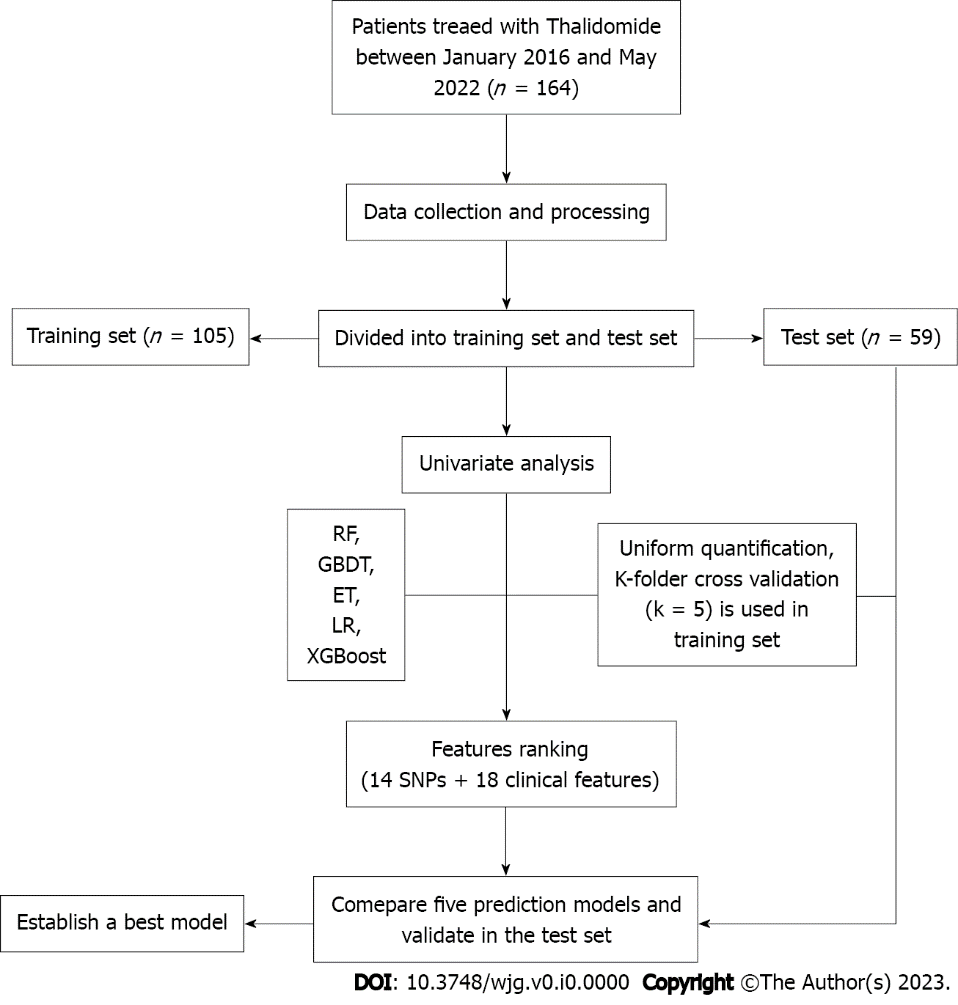 Patients treaed with Thalidomide
between January 2016 and May
2022 (n = 164)
Data collection and processing
Training set (n = 105)
Divided into training set and test set
Test set (n = 59)
Univariate analysis
RF,
GBDT,
ET,
LR,
XGBoost
Uniform quantification,
K-folder cross validation
(k = 5) is used in
training set
Features ranking
(14 SNPs + 18 clinical features)
Establish a best model
Comepare five prediction models and
validate in the test set
DOI: 10.3748/wjg.v0.i0.0000 Copyright ©The Author(s) 2023.